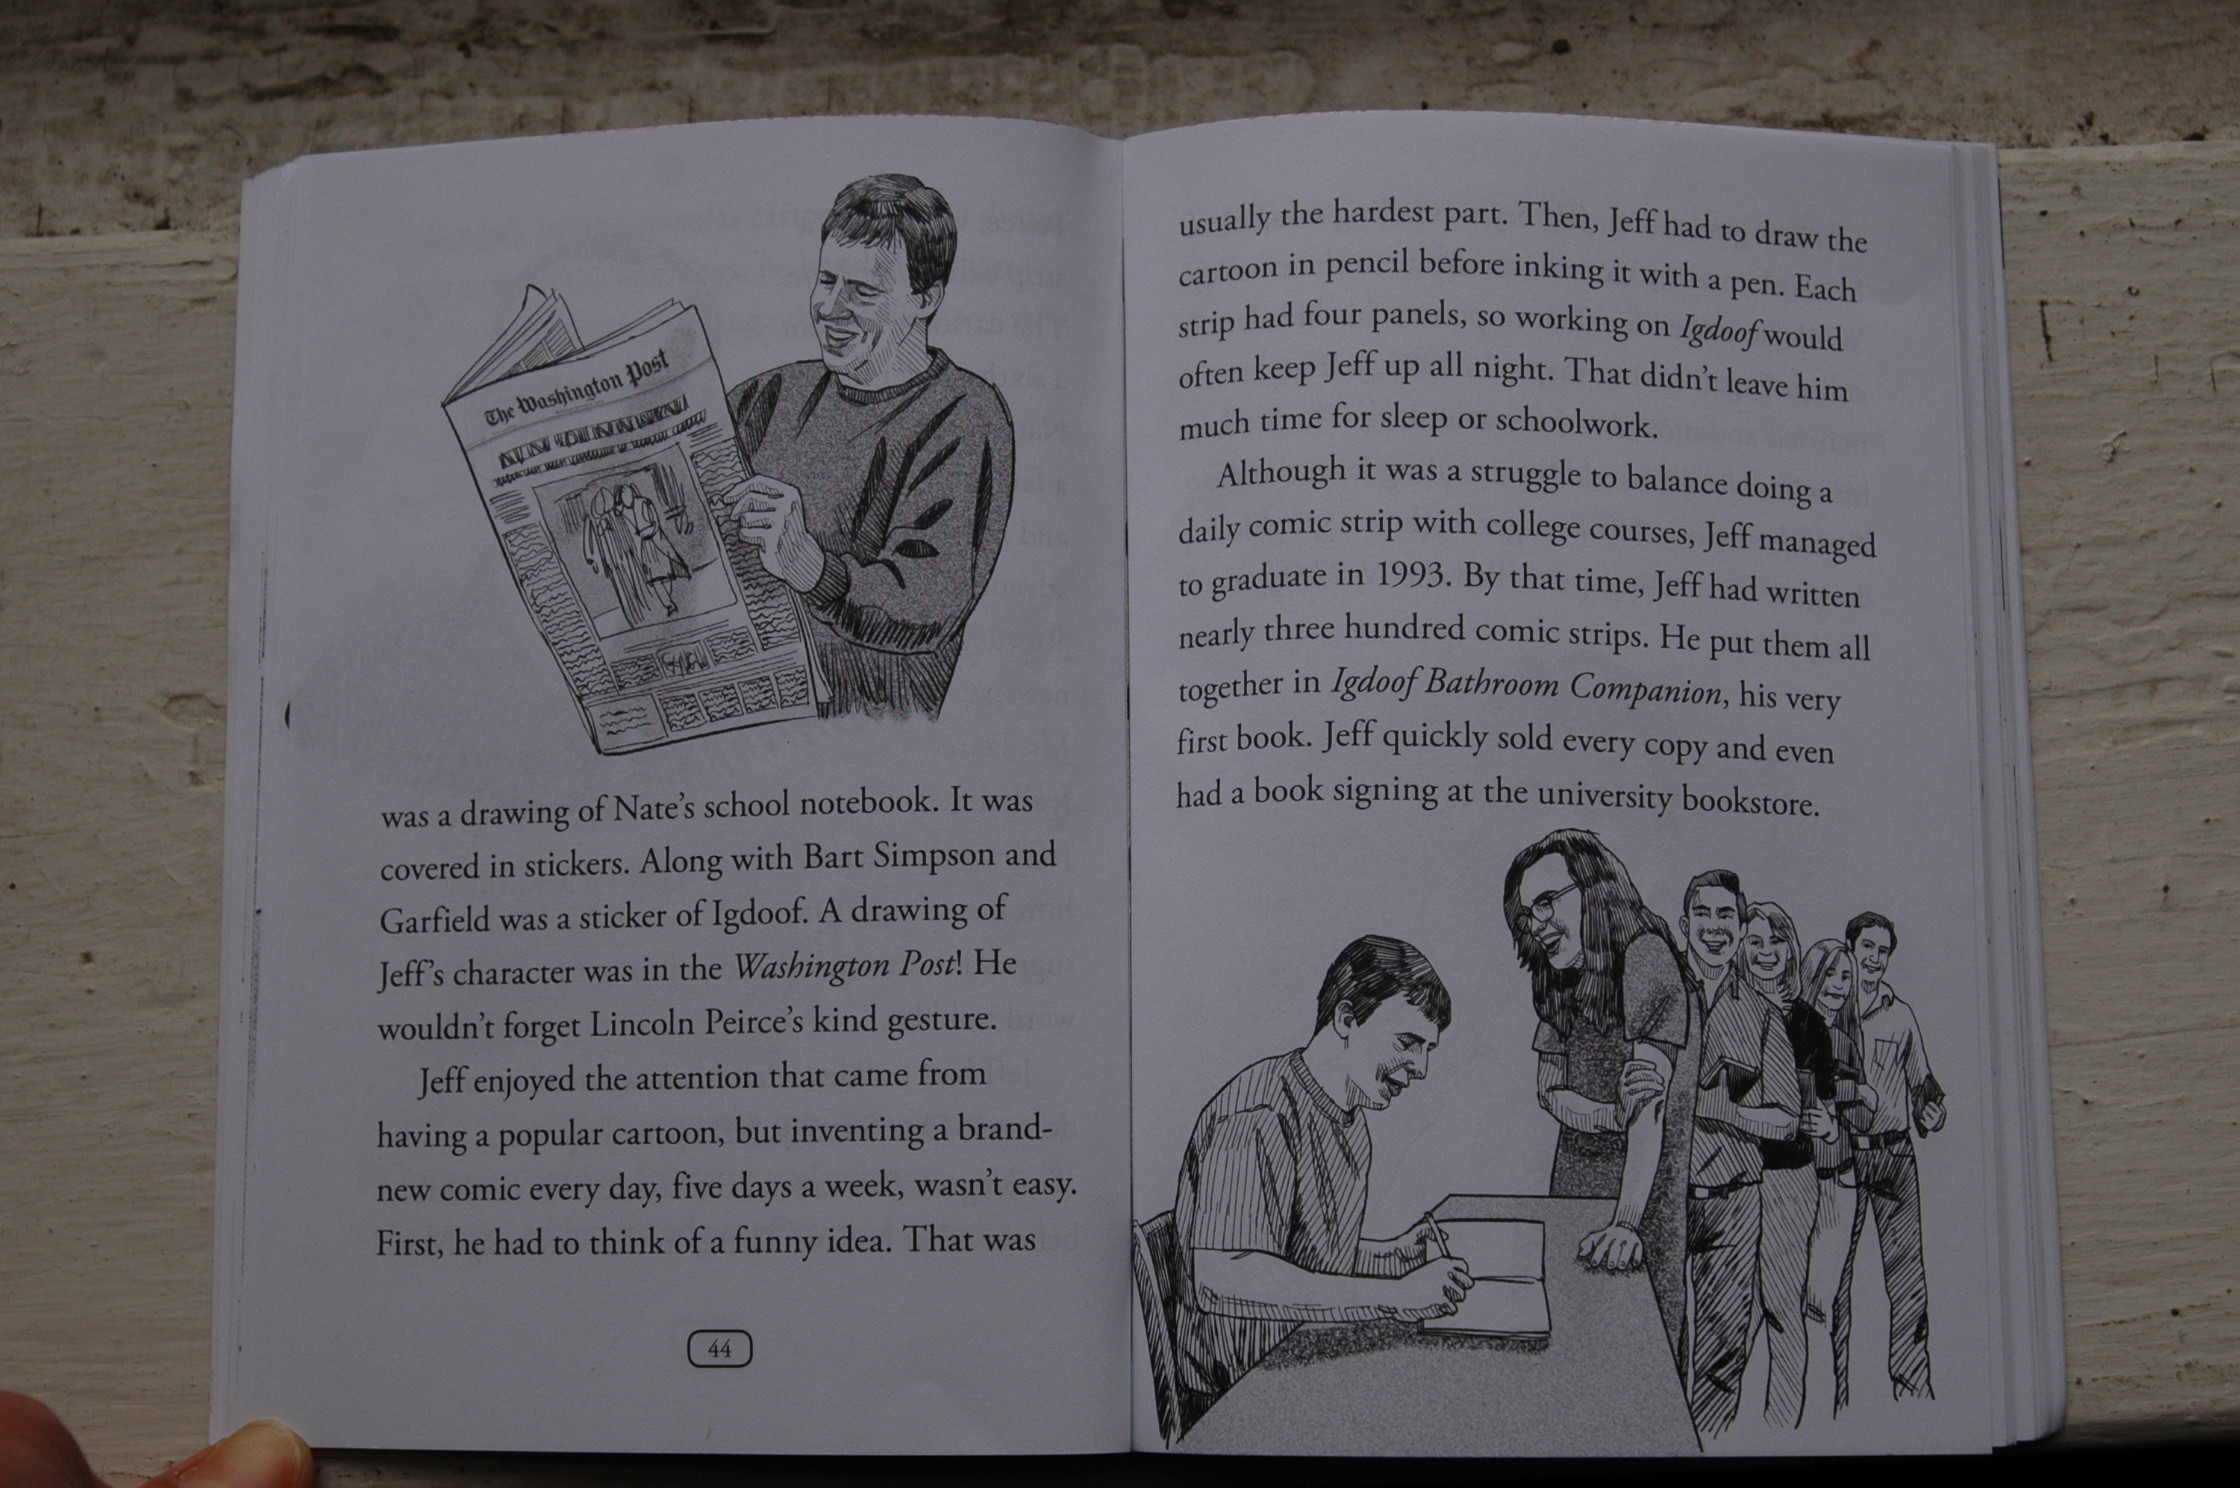 The Washington Post
was a drawing of Nate's school notebook. It was
covered in stickers. Along with Bart Simpson and
Garfield was a sticker of Igdoof. A drawing of
Jeff's character was in the Washington Post! He
wouldn't forget Lincoln Peirce's kind gesture.
Jeff enjoyed the attention that came from
having a popular cartoon, but inventing a brand-
new comic every day, five days a week, wasn't easy.
First, he had to think of a funny idea. That was
44
usually the hardest part. Then, Jeff had to draw the
cartoon in pencil before inking it with a pen. Each
strip had four panels, so working on Igdoof would
often keep Jeff up all night. That didn't leave him
much time for sleep or schoolwork.
Although it was a struggle to balance doing a
daily comic strip with college courses, Jeff managed
to graduate in 1993. By that time, Jeff had written
nearly three hundred comic strips. He put them all
together in Igdoof Bathroom Companion, his very
first book. Jeff quickly sold every copy and even
had a book signing at the university bookstore.